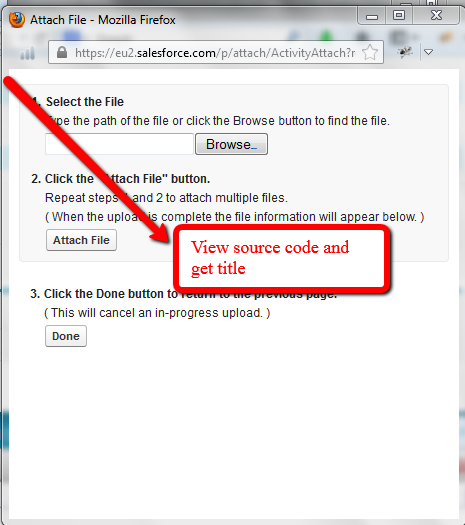 Attach File - Mozilla Firefox
https://eu2.salesforce.com/p/attach/ActivityAttach?r
1. Select the File
Type the path of the file or click the Browse button to find the file.
Browse...
2. Click the "Attach File" button.
Repeat steps 1 and 2 to attach multiple files.
( When the upload is complete the file information will appear below. )
Attach File
View source code and
get title
3. Click the Done button to return to the previous page.
( This will cancel an in-progress upload. )
Done